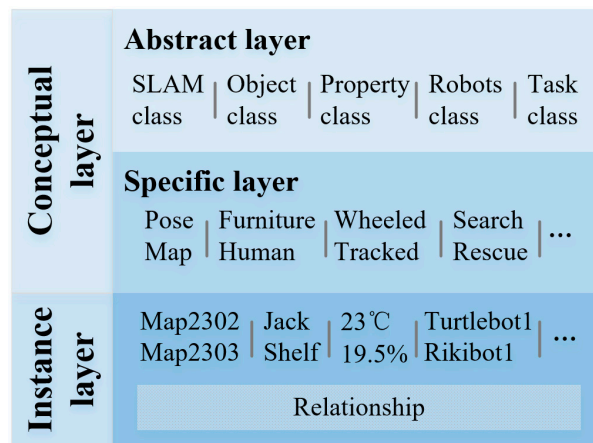 Conceptual
layer
Abstract layer
SLAM class | Object class | Property class | Robots class | Task class
Specific layer
Pose Map | Furniture Human | Wheeled Tracked | Search Rescue | ...
Instance
layer
Map2302 Map2303 | Jack Shelf | 23℃ 19.5% | Turtlebot1 Rikibot1 | ...
Relationship